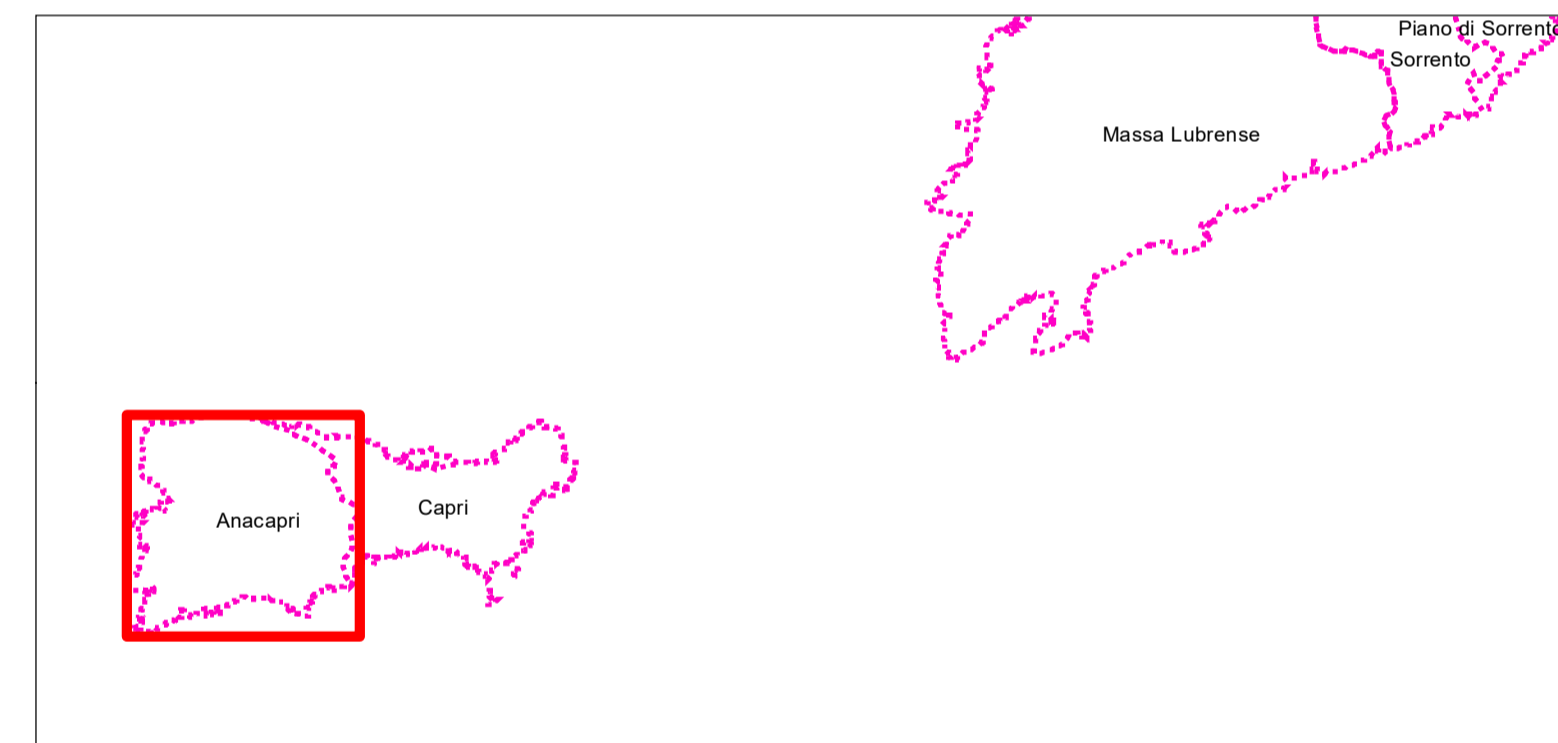 Piano di Sorrento
Sorrento
Massa Lubrense
Capri
Anacapri